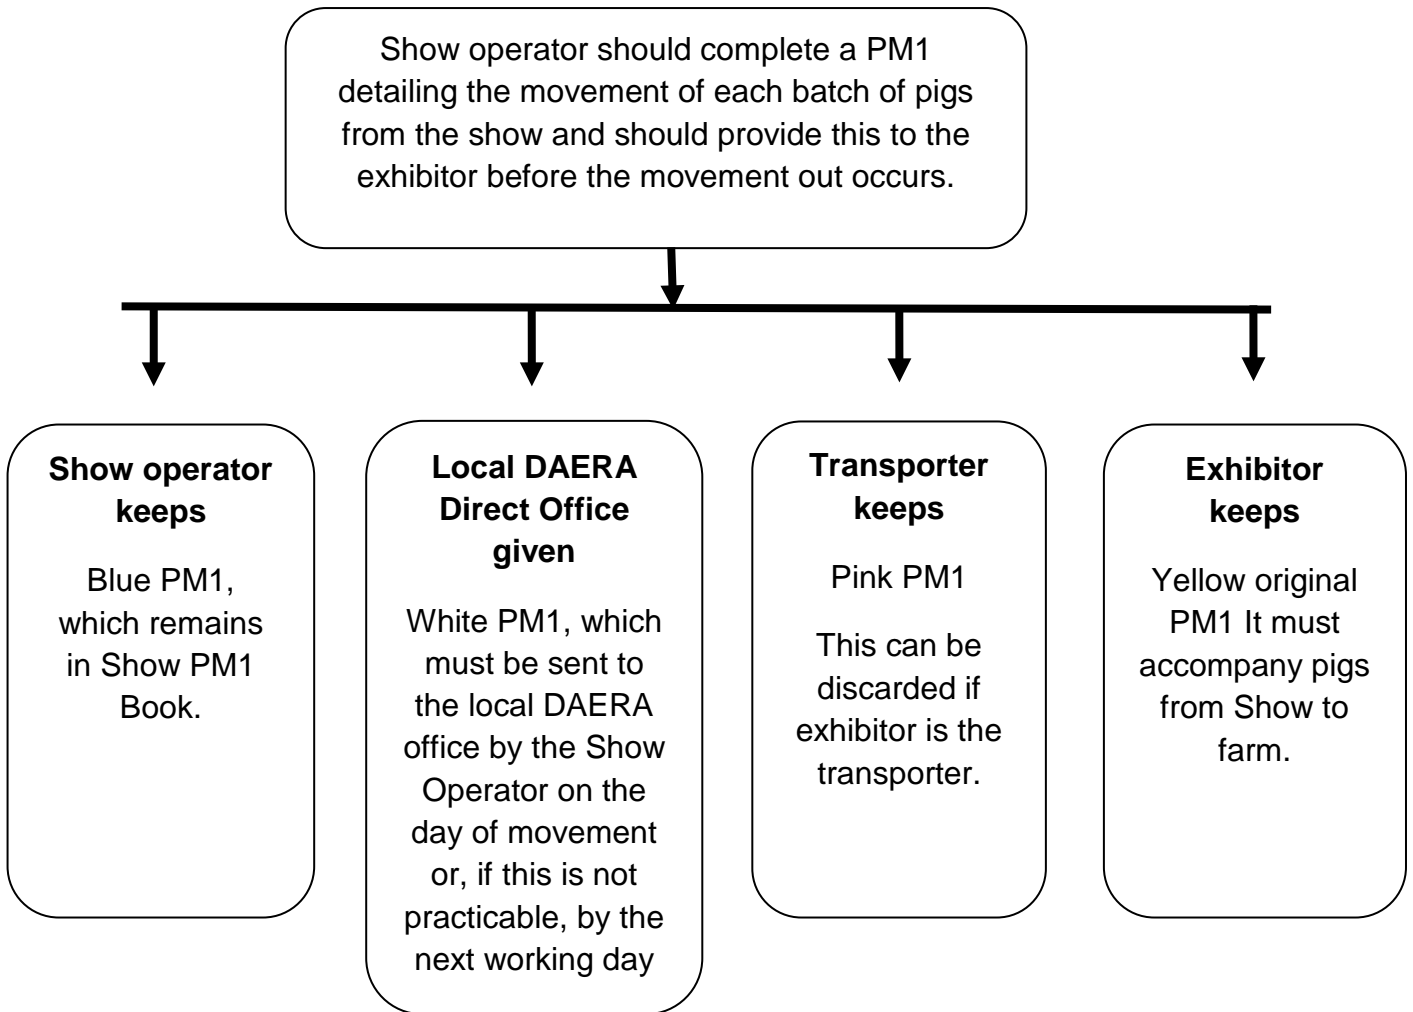 Show operator should complete a PM1
detailing the movement of each batch of pigs
from the show and should provide this to the
exhibitor before the movement out occurs.
Show operator
keeps
Blue PM1,
which remains
in Show PM1
Book.
Local DAERA
Direct Office
given
White PM1, which
must be sent to
the local DAERA
office by the Show
Operator on the
day of movement
or, if this is not
practicable, by the
next working day
Transporter
keeps
Pink PM1
This can be
discarded if
exhibitor is the
transporter.
Exhibitor
keeps
Yellow original
PM1 It must
accompany pigs
from Show to
farm.